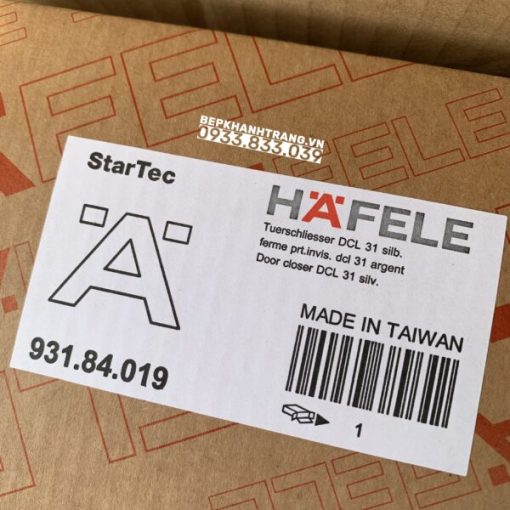 FELE
BEPKHANHTRANG.VN
0933.833.039
StarTec
HÄFELE
Tuerschliesser DCL 31 silb.
ferme prt.invis. dcl 31 argent
Door closer DCL 31 silv.
Ä
MADE IN TAIWAN
931.84.019
1